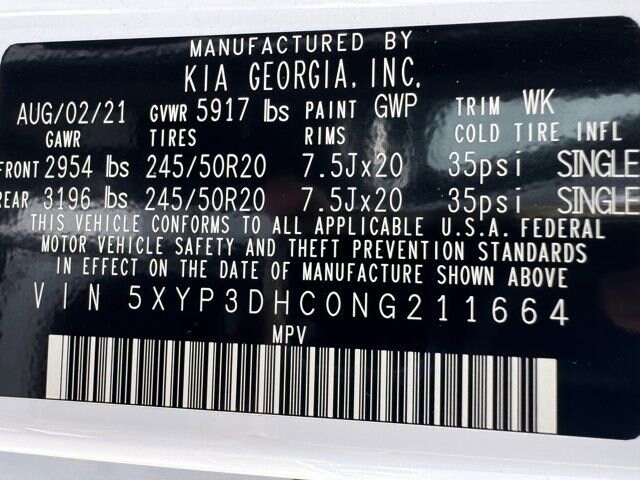 MANUFACTURED BY
KIA GEORGIA, INC.
AUG/02/21 GVWR 5917 lbs PAINT GWP TRIM WK
GAWR TIRES RIMS COLD TIRE INFL
FRONT 2954 lbs 245/50R20 7.5Jx20 35psi SINGLE
REAR 3196 lbs 245/50R20 7.5Jx20 35psi SINGLE
THIS VEHICLE CONFORMS TO ALL APPLICABLE U.S.A. FEDERAL
MOTOR VEHICLE SAFETY AND THEFT PREVENTION STANDARDS
IN EFFECT ON THE DATE OF MANUFACTURE SHOWN ABOVE
VIN 5XYP3DHC0NG211664
MPV